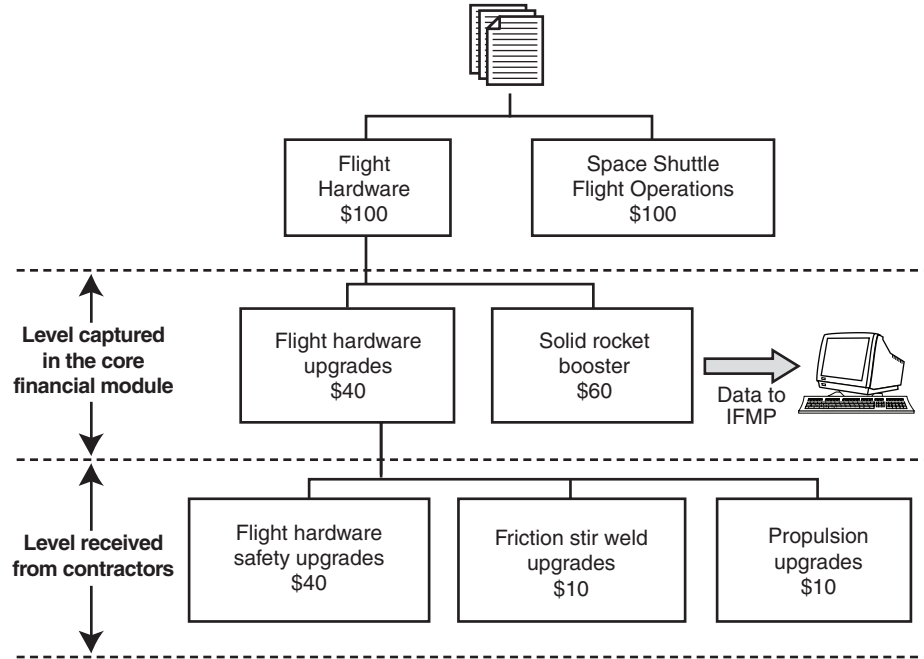 Flight
Hardware
$100
Space Shuttle
Flight Operations
$100
Level captured
in the core
financial module
Flight hardware
upgrades
$40
Solid rocket
booster
$60
Data to
IFMP
Level received
from contractors
Flight hardware
safety upgrades
$40
Friction stir weld
upgrades
$10
Propulsion
upgrades
$10